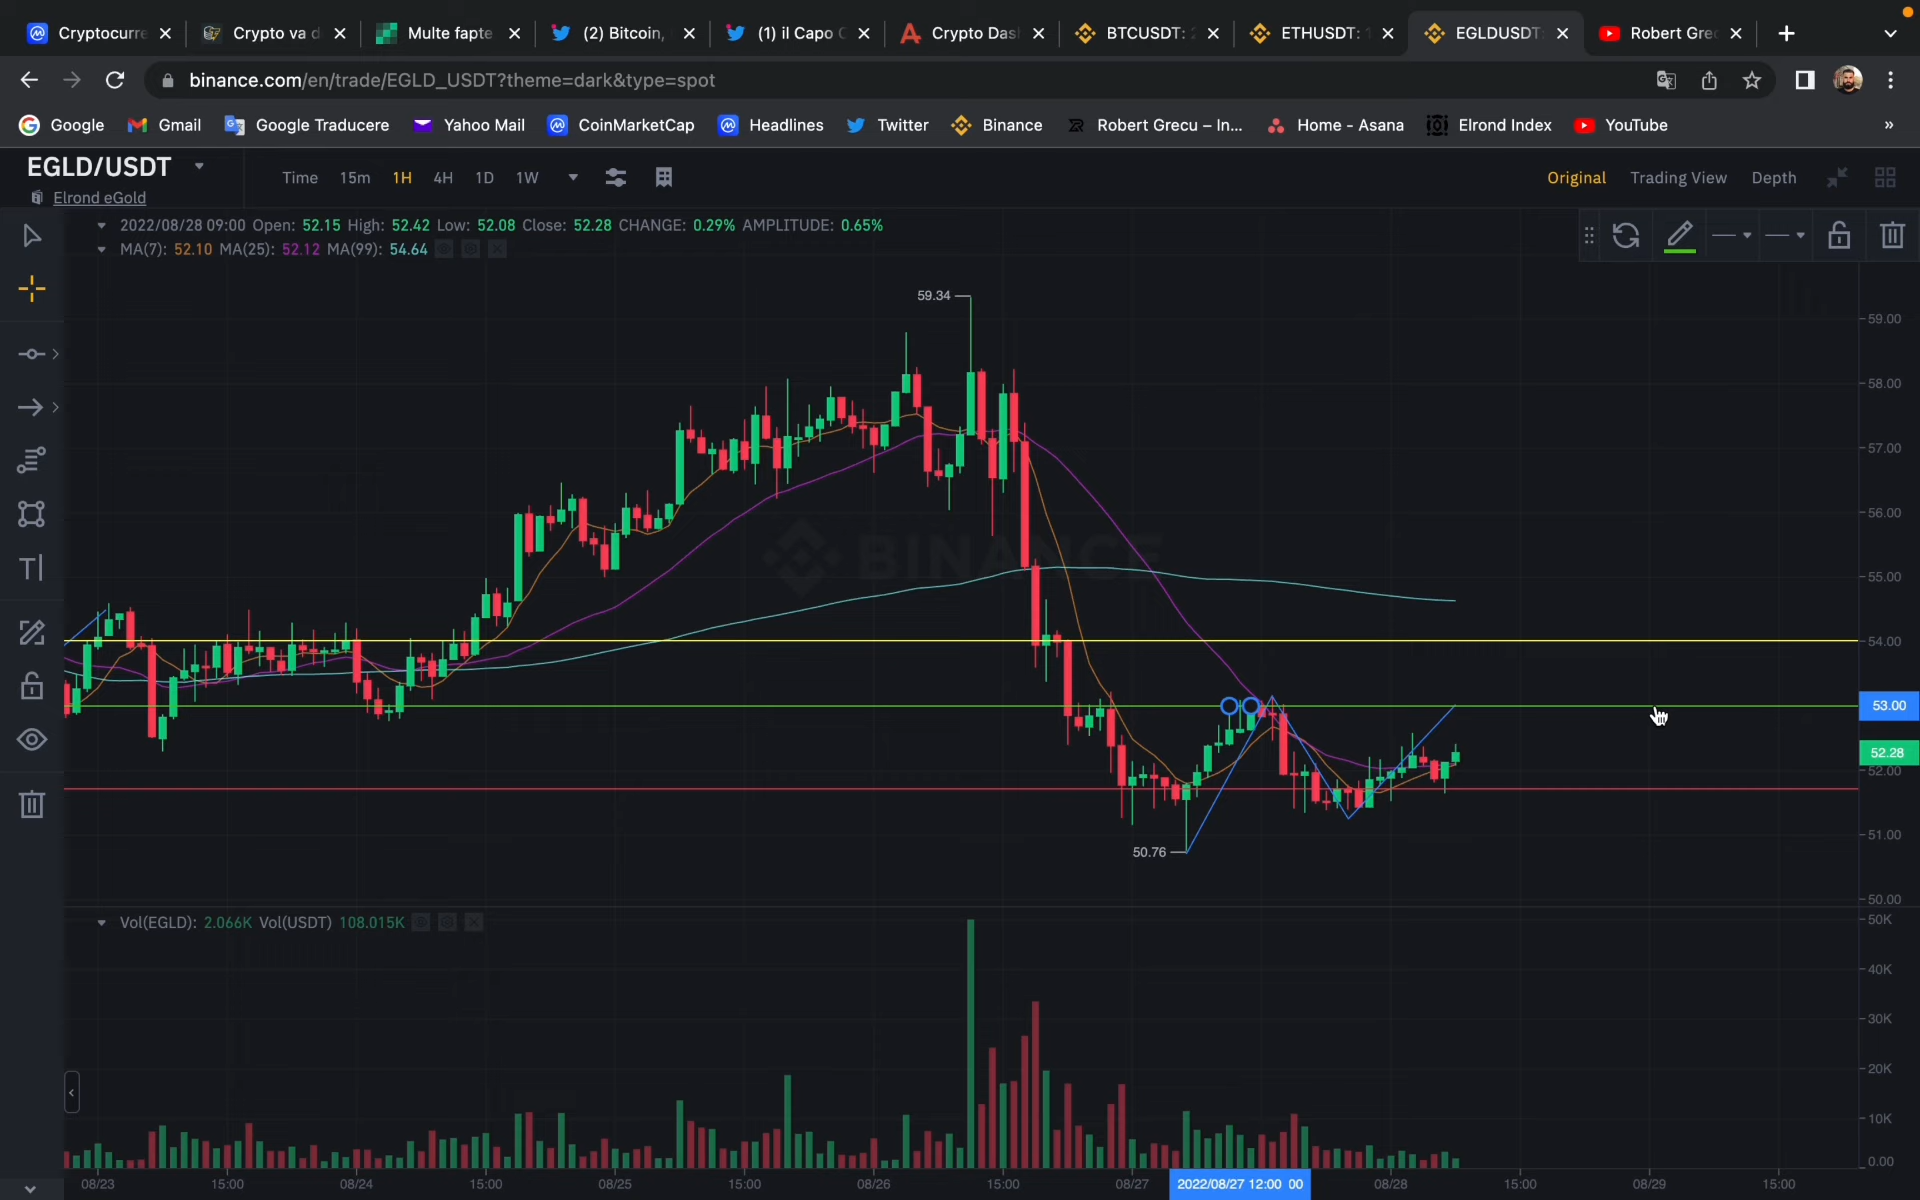 Cryptocurre
Crypto va d
Multe fapte
(2) Bitcoin,
(1) il Capo
Crypto Das
BTCUSDT:
ETHUSDT:
EGLDUSDT:
Robert Gre
binance.com/en/trade/EGLD_USDT?theme=dark&type=spot
Google Gmail Google Traducere Yahoo Mail CoinMarketCap Headlines Twitter Binance Robert Grecu – In... Home - Asana Elrond Index YouTube »
EGLD/USDT
Elrond eGold
Time 15m 1H 4H 1D 1W
Original Trading View Depth
2022/08/28 09:00 Open: 52.15 High: 52.42 Low: 52.08 Close: 52.28 CHANGE: 0.29% AMPLITUDE: 0.65%
MA(7): 52.10 MA(25): 52.12 MA(99): 54.64
59.34
59.00
58.00
57.00
56.00
BINANCE
55.00
54.00
53.00
52.28
52.00
51.00
50.76
50.00
Vol(EGLD): 2.066K Vol(USDT) 108.015K
50K
40K
30K
20K
10K
0.00
08/23 15:00 08/24 15:00 08/25 15:00 08/26 15:00 08/27 2022/08/27 12:00 00 08/28 15:00 08/29 15:00